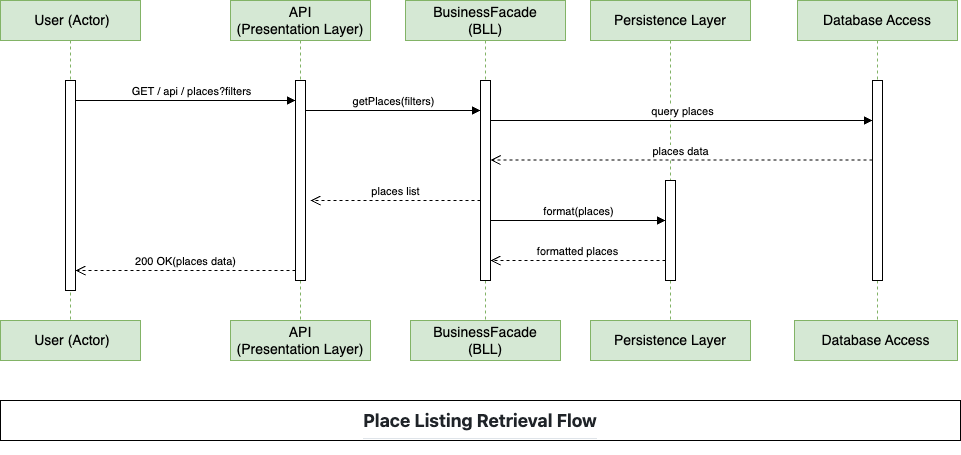 User (Actor)
API
(Presentation Layer)
BusinessFacade
(BLL)
Persistence Layer
Database Access
GET / api / places?filters
getPlaces(filters)
query places
places data
places list
format(places)
formatted places
200 OK(places data)
User (Actor)
API
(Presentation Layer)
BusinessFacade
(BLL)
Persistence Layer
Database Access
Place Listing Retrieval Flow